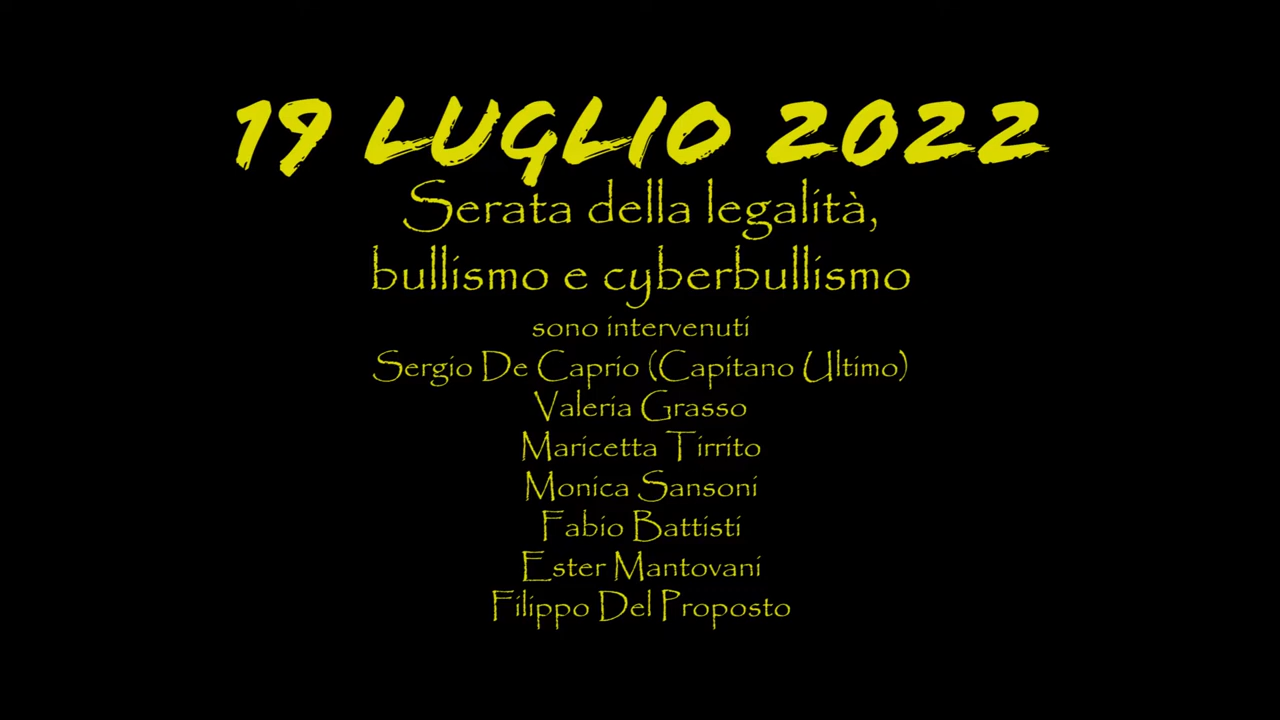 19 LUGLIO 2022
Serata della legalità,
bullismo e cyberbullismo
sono intervenuti
Sergio De Caprio (Capitano Ultimo)
Valeria Grasso
Maricetta Tirrito
Monica Sansoni
Fabio Battisti
Ester Mantovani
Filippo Del Proposto